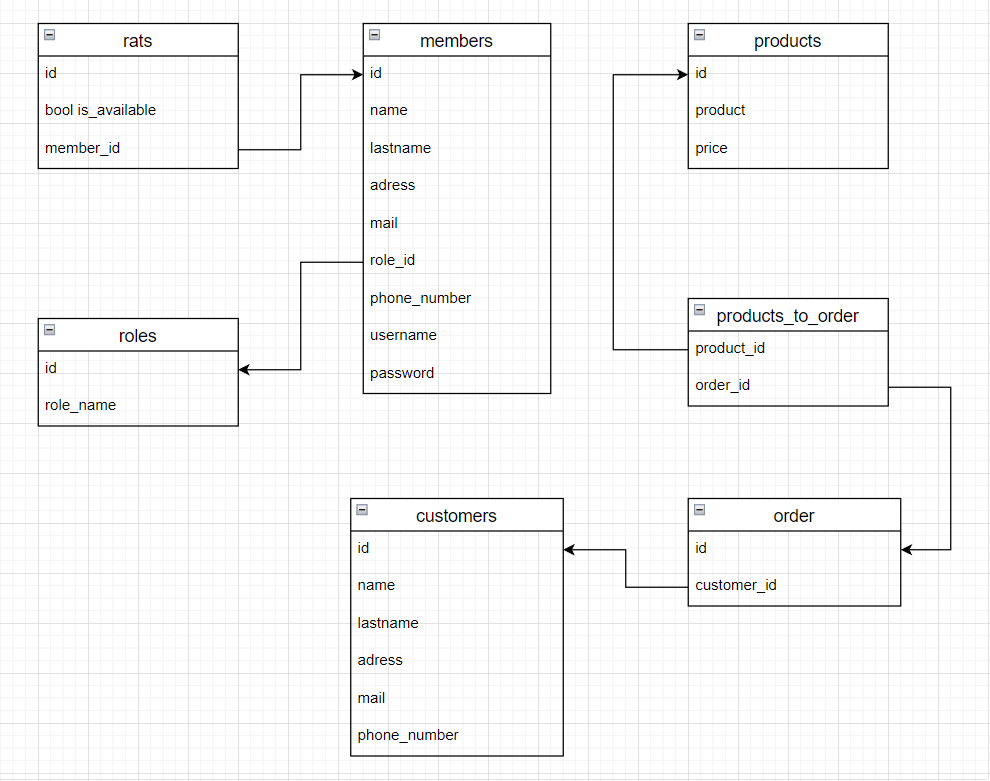 rats
id
bool is_available
member_id
members
id
name
lastname
adress
mail
role_id
phone_number
username
password
products
id
product
price
roles
id
role_name
products_to_order
product_id
order_id
customers
id
name
lastname
adress
mail
phone_number
order
id
customer_id